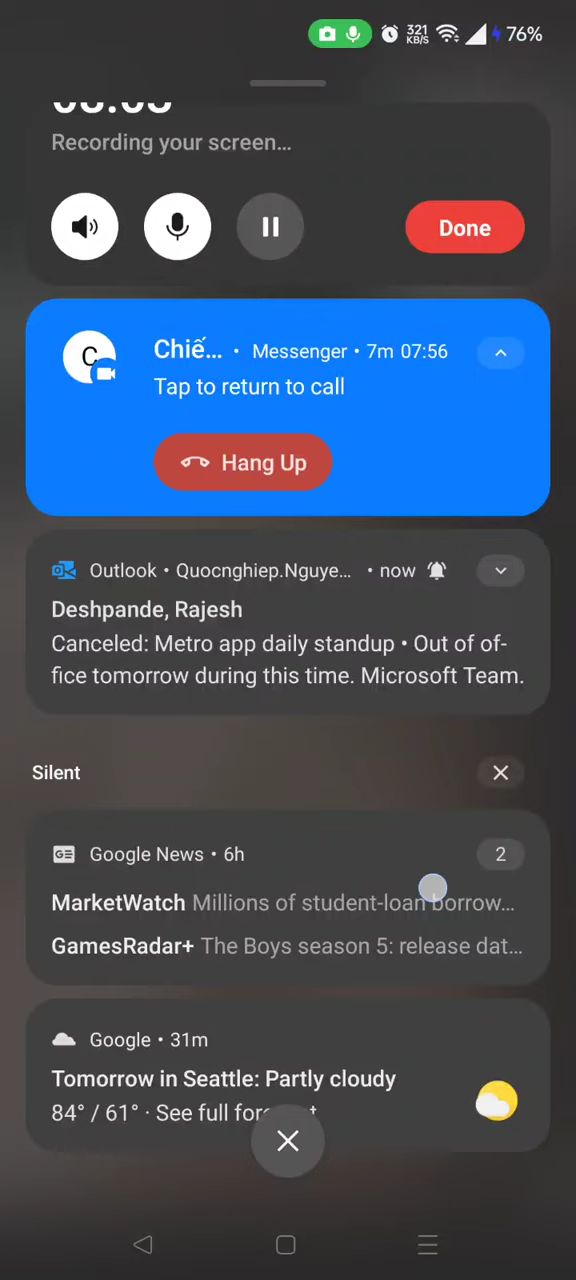 321
KB/S
76%
Recording your screen...
Done
Chiế... • Messenger • 7m 07:56
C
Tap to return to call
Hang Up
Outlook • Quocnghiep.Nguye... • now
Deshpande, Rajesh
Canceled: Metro app daily standup • Out of of-
fice tomorrow during this time. Microsoft Team.
Silent
Google News • 6h
2
MarketWatch Millions of student-loan borrow...
GamesRadar+ The Boys season 5: release dat...
Google • 31m
Tomorrow in Seattle: Partly cloudy
84° / 61° · See full